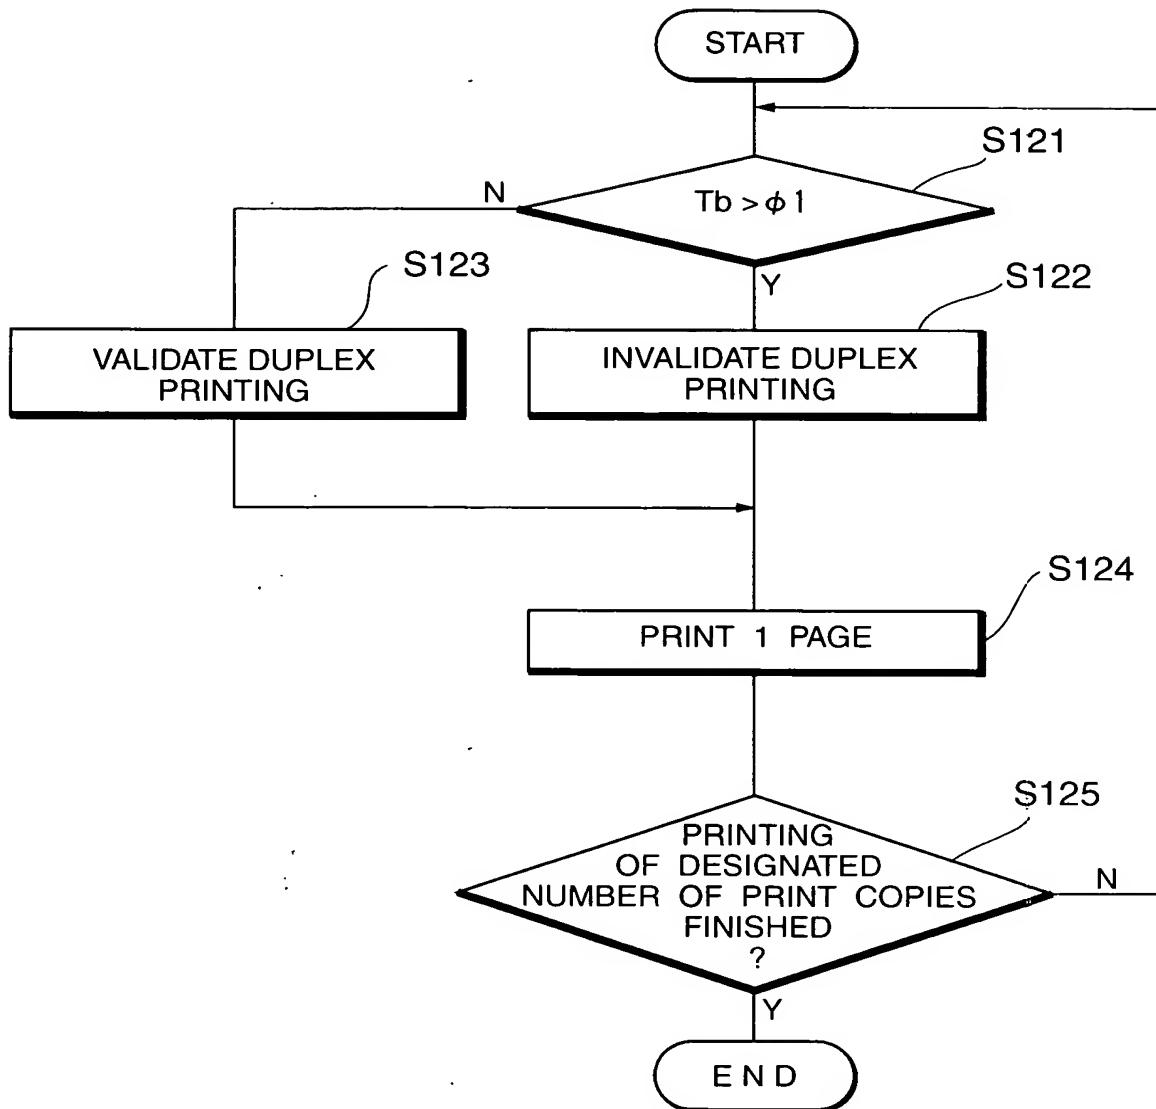 START
S121
N
Tb > φ 1
S123
Y
S122
VALIDATE DUPLEX
PRINTING
INVALIDATE DUPLEX
PRINTING
S124
PRINT 1 PAGE
S125
PRINTING
OF DESIGNATED
NUMBER OF PRINT COPIES
FINISHED
?
N
Y
END